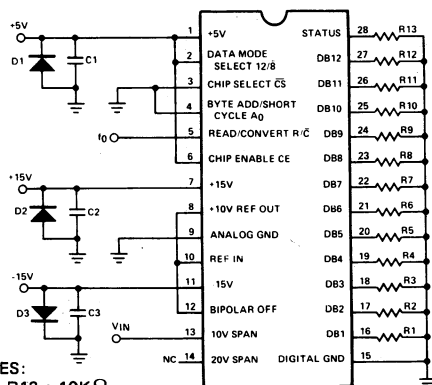 +5V
D1
C1
1
+5V
2
DATA MODE
SELECT 12/8
3
CHIP SELECT C̅S̅
4
BYTE ADD/SHORT
CYCLE A0
f0
5
READ/CONVERT R/C̅
6
CHIP ENABLE CE
+15V
D2
C2
7
+15V
8
+10V REF OUT
9
ANALOG GND
10
REF IN
-15V
D3
C3
11
-15V
12
BIPOLAR OFF
VIN
13
10V SPAN
NC
14
20V SPAN
STATUS 28 R13
DB12 27 R12
DB11 26 R11
DB10 25 R10
DB9 24 R9
DB8 23 R8
DB7 22 R7
DB6 21 R6
DB5 20 R5
DB4 19 R4
DB3 18 R3
DB2 17 R2
DB1 16 R1
DIGITAL GND 15
ES: